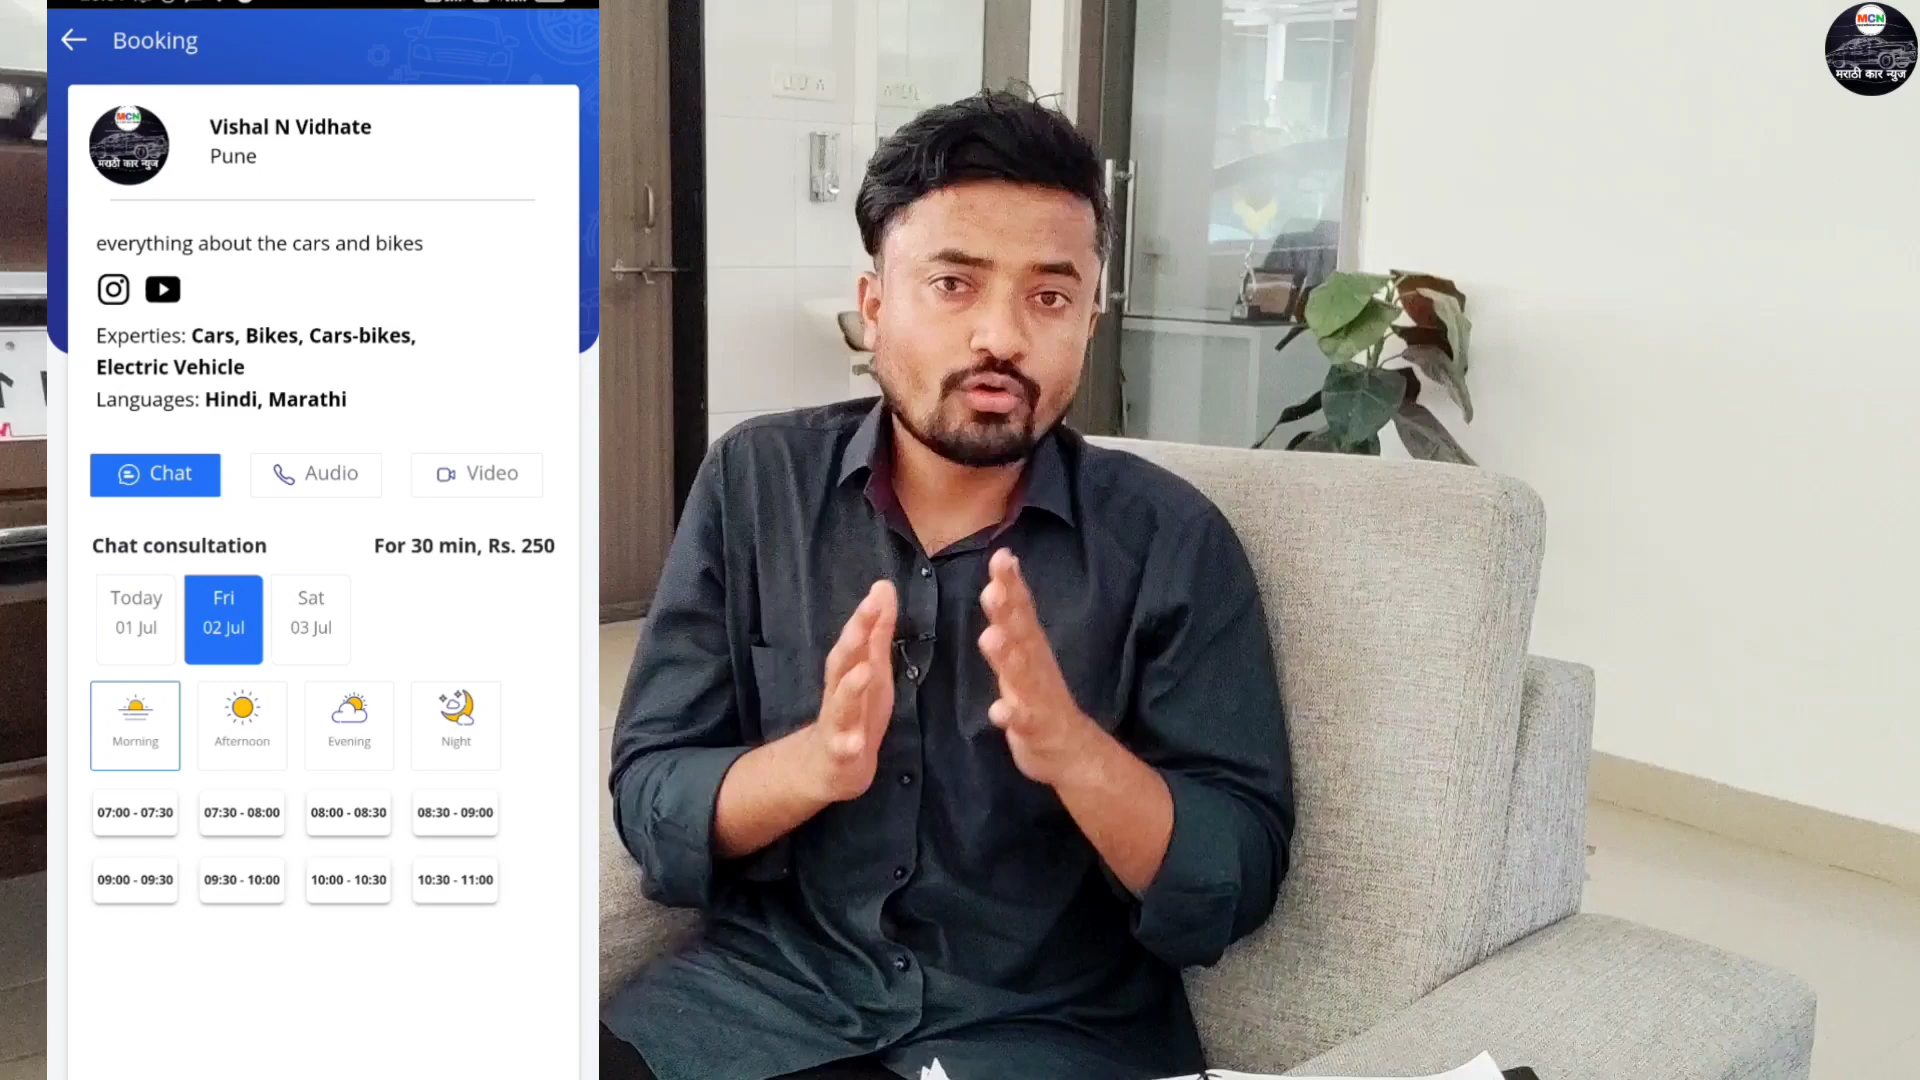 Booking
MCN
मराठी कार न्युज
Vishal N Vidhate
Pune
everything about the cars and bikes
Experties: Cars, Bikes, Cars-bikes,
Electric Vehicle
Languages: Hindi, Marathi
Chat
Audio
Video
Chat consultation
For 30 min, Rs. 250
Today
01 Jul
Fri
02 Jul
Sat
03 Jul
Morning
Afternoon
Evening
Night
07:00 - 07:30
07:30 - 08:00
08:00 - 08:30
08:30 - 09:00
09:00 - 09:30
09:30 - 10:00
10:00 - 10:30
10:30 - 11:00
MCN
मराठी कार न्युज